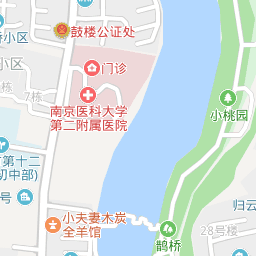 鼓楼公证处
小区
门诊
小区
7栋
南京医科大学
第二附属医院
小桃园
第十二
初中部)
归云
小夫妻木炭
全羊馆
28号楼
鹊桥